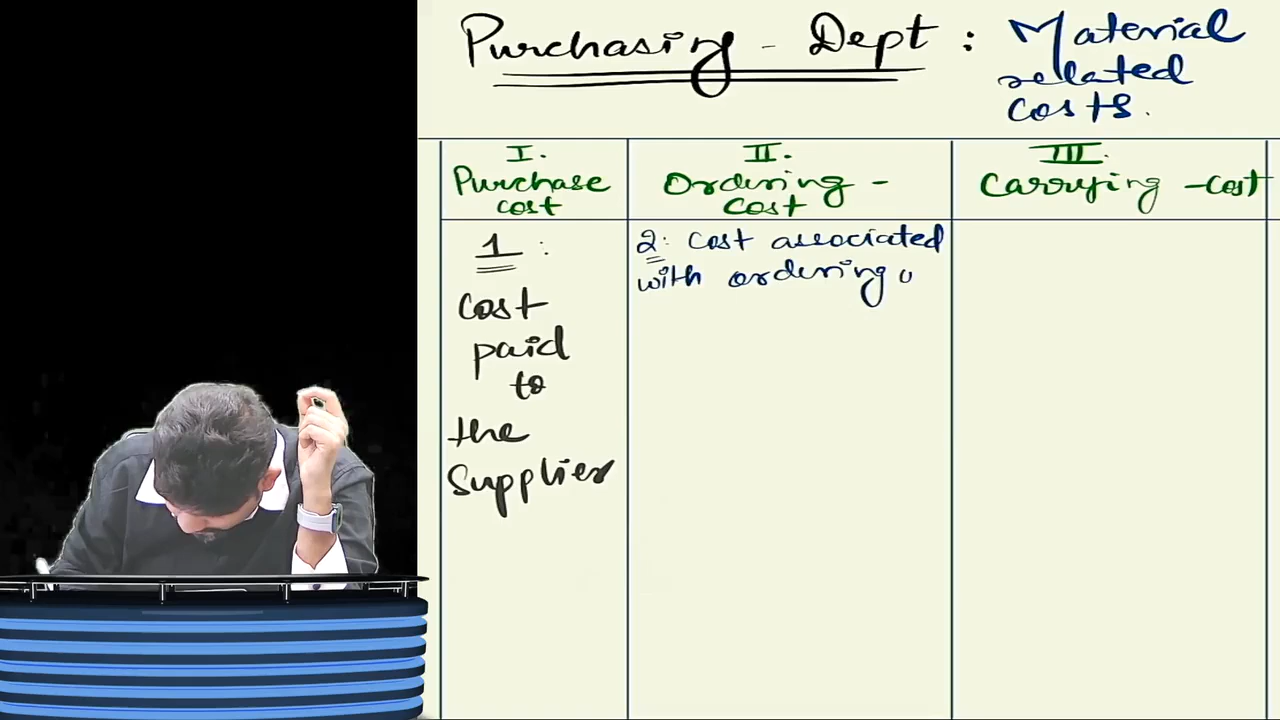 Purchasing - Dept : Material
related
costs.
I.
Purchase
cost
II.
Ordering -
Cost
III.
Carrying - cost
1 :
Cost
paid
to
the
Supplier
2: Cost associated
with ordering